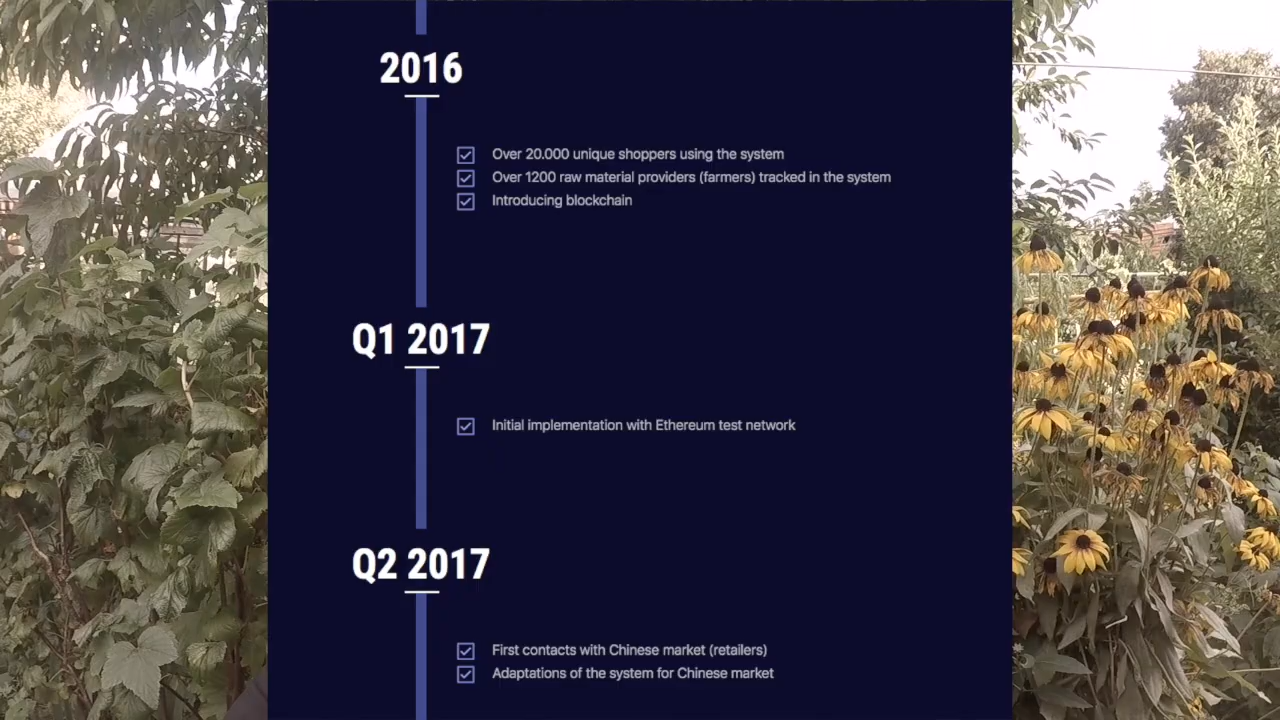 2016
Over 20.000 unique shoppers using the system
Over 1200 raw material providers (farmers) tracked in the system
Introducing blockchain
Q1 2017
Initial implementation with Ethereum test network
Q2 2017
First contacts with Chinese market (retailers)
Adaptations of the system for Chinese market